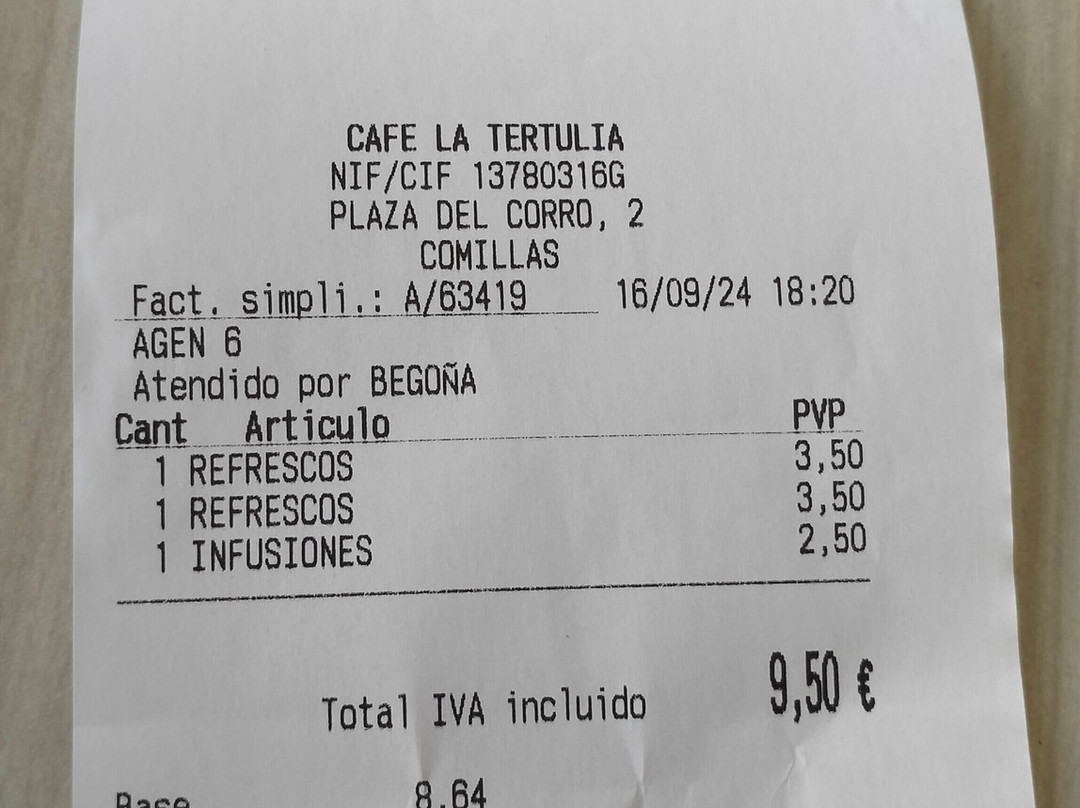 CAFE LA TERTULIA
NIF/CIF 13780316G
PLAZA DEL CORRO, 2
COMILLAS
Fact. simpli.: A/63419 16/09/24 18:20
AGEN 6
Atendido por BEGOÑA
Cant Articulo PVP
1 REFRESCOS 3,50
1 REFRESCOS 3,50
1 INFUSIONES 2,50
Total IVA incluido 9,50 €
Base 8.64